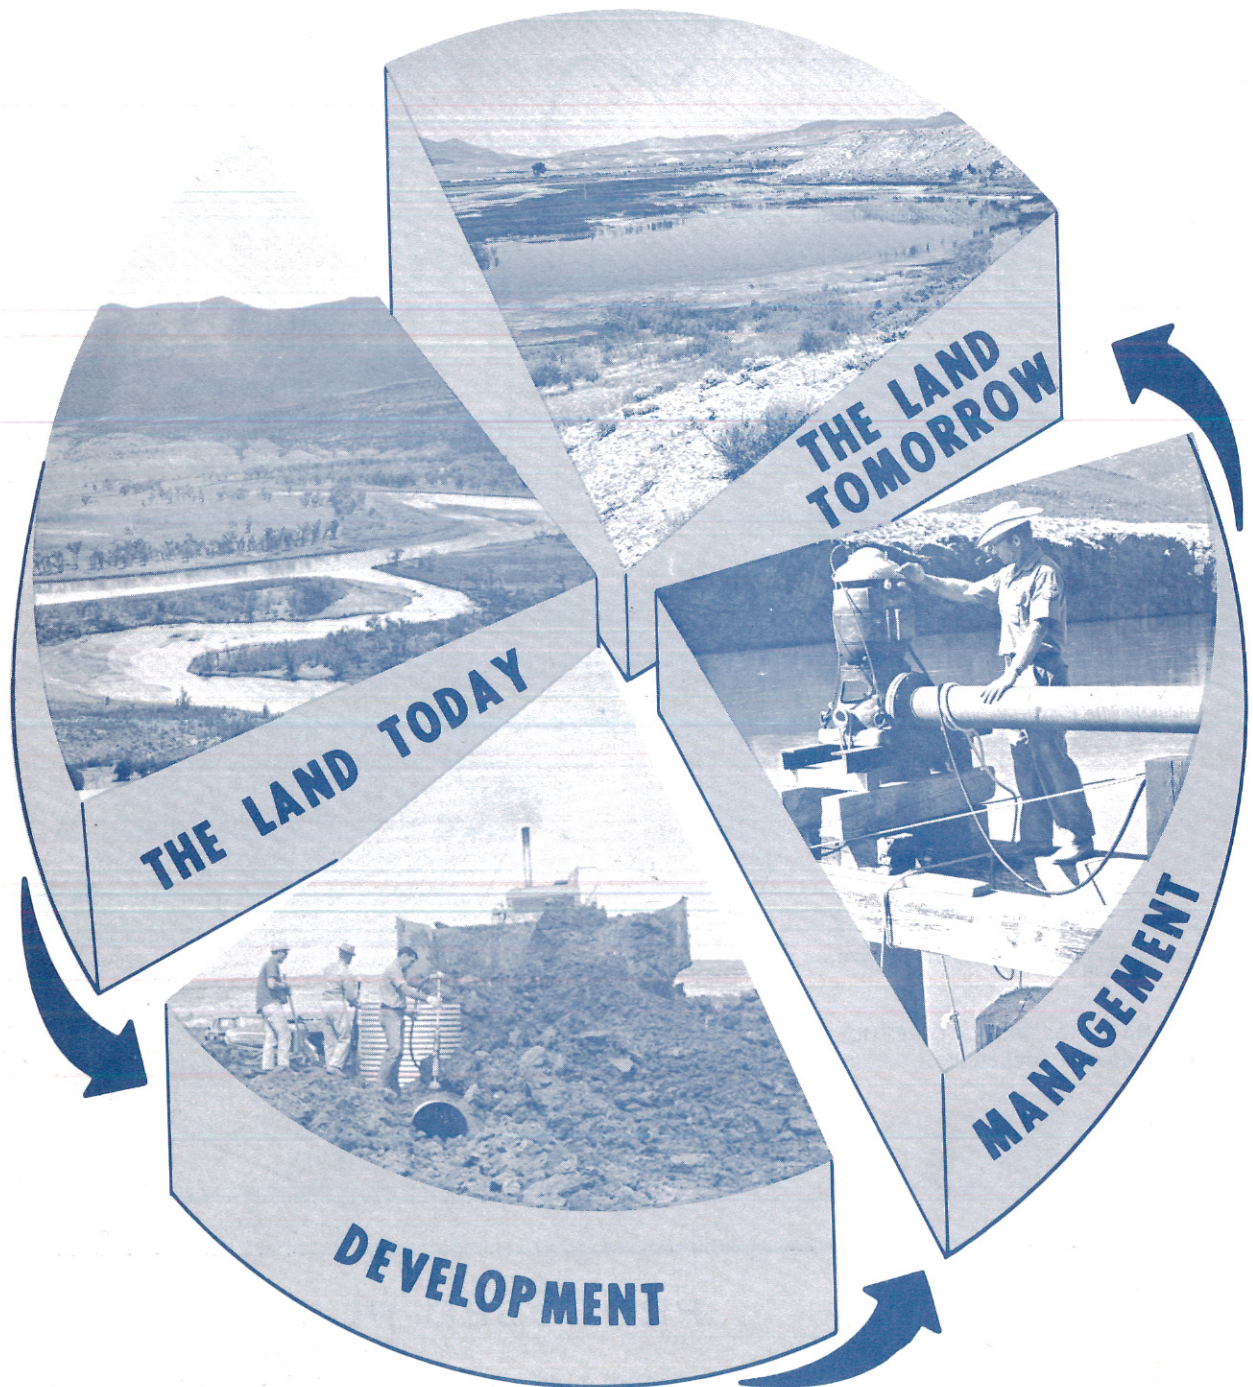 THE LAND
TOMORROW
THE LAND TODAY
MANAGEMENT
DEVELOPMENT